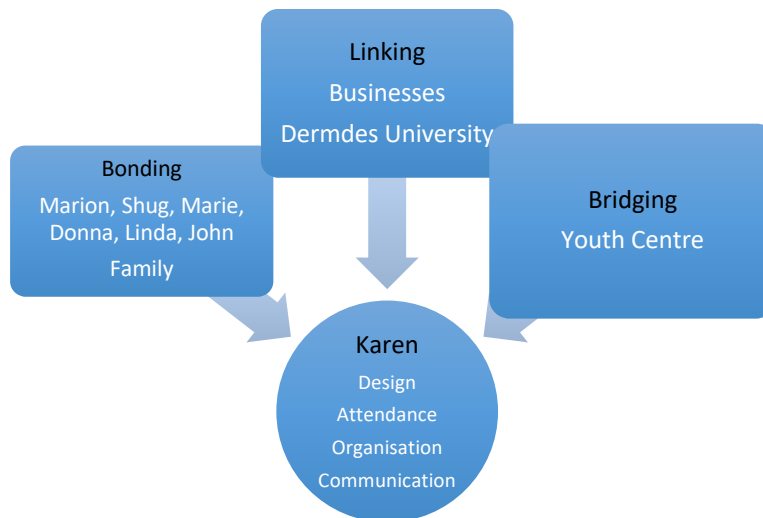 Linking
Businesses
Dermdes University
Bonding
Marion, Shug, Marie,
Donna, Linda, John
Family
Bridging
Youth Centre
Karen
Design
Attendance
Organisation
Communication